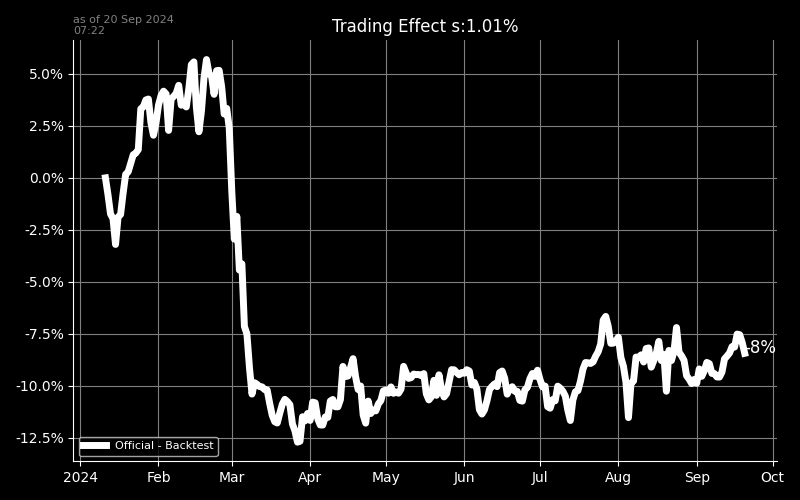 as of 20 Sep 2024
07:22
Trading Effect s:1.01%
5.0%
2.5%
0.0%
-2.5%
-5.0%
-7.5%
-10.0%
-12.5%
-8%
Official - Backtest
2024 Feb Mar Apr May Jun Jul Aug Sep Oct